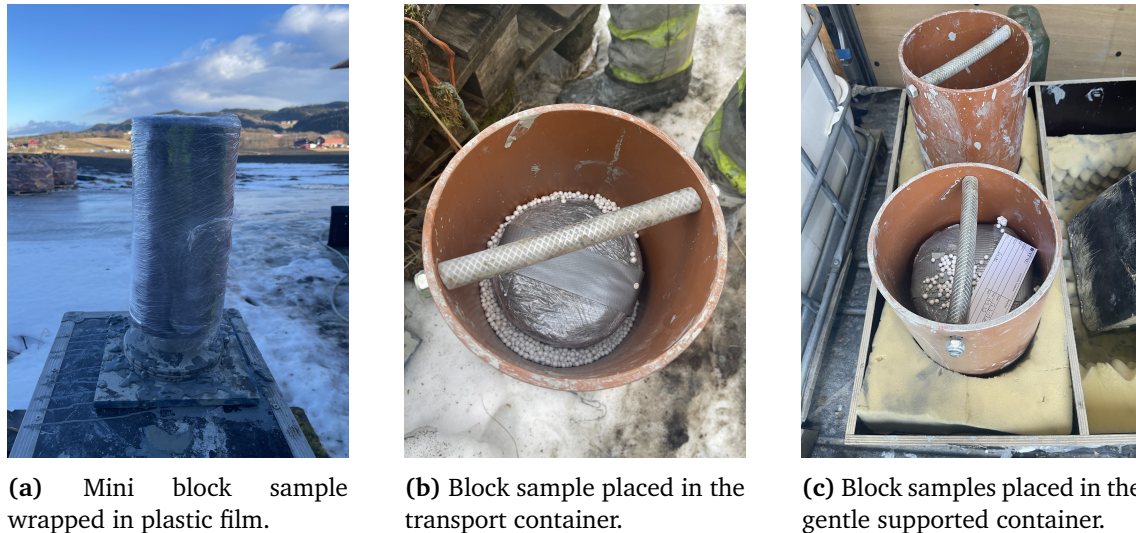 (a) Mini block sample
wrapped in plastic film.
(b) Block sample placed in the
transport container.
(c) Block samples placed in the
gentle supported container.